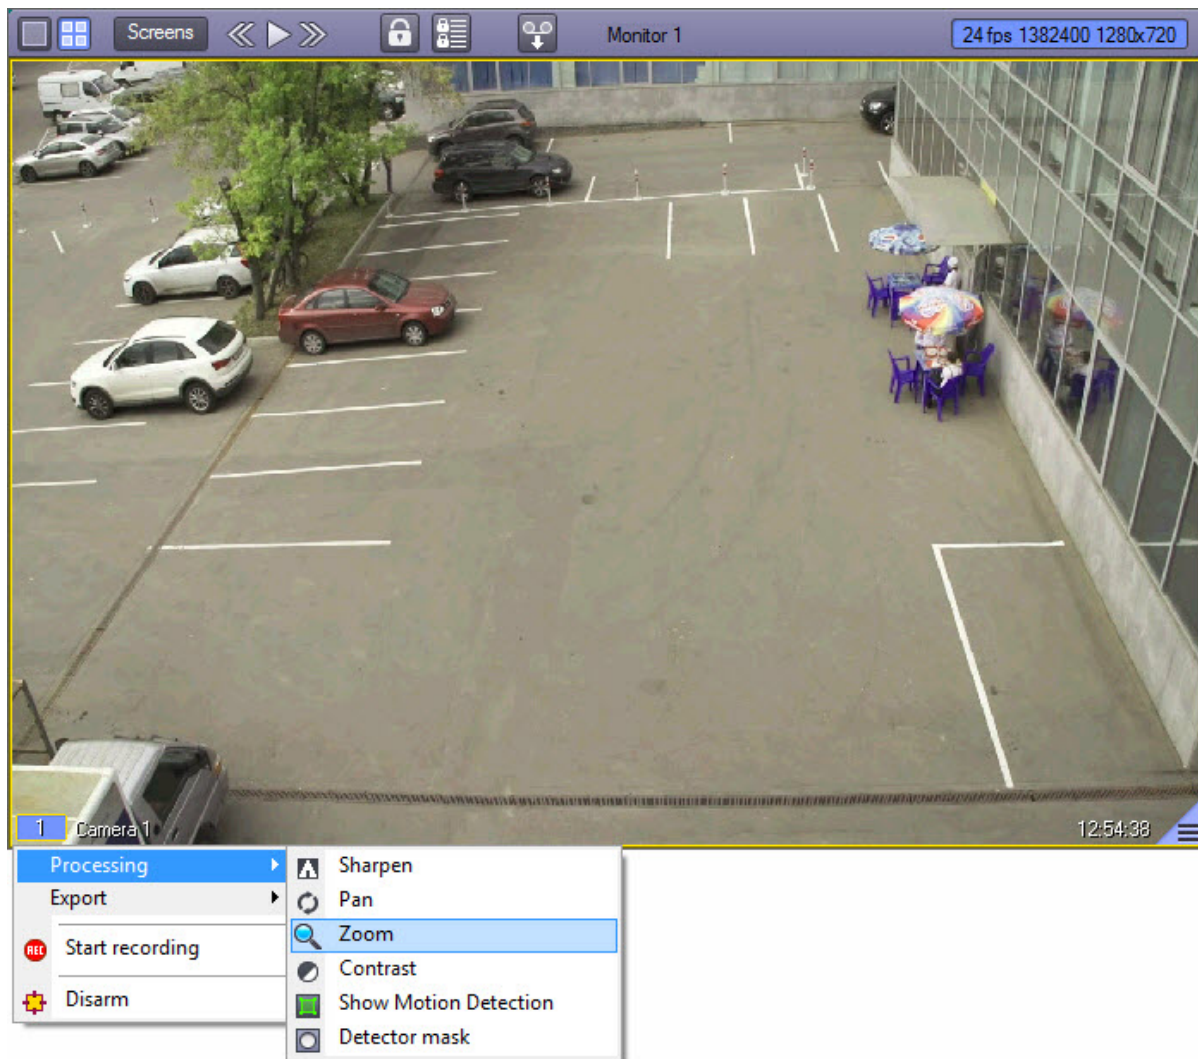 Screens
Monitor 1
24 fps 1382400 1280x720
1
Camera 1
12:54:38
Processing
Export
REC
Start recording
Disarm
Sharpen
Pan
Zoom
Contrast
Show Motion Detection
Detector mask